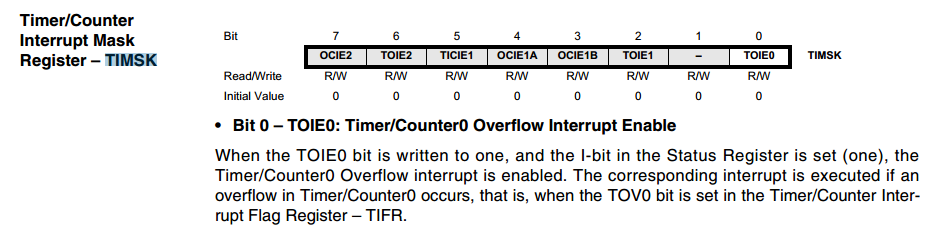 Timer/Counter
Interrupt Mask
Register – TIMSK
Bit 7 6 5 4 3 2 1 0
OCIE2 TOIE2 TICIE1 OCIE1A OCIE1B TOIE1 – TOIE0 TIMSK
Read/Write R/W R/W R/W R/W R/W R/W R/W R/W
Initial Value 0 0 0 0 0 0 0 0
• Bit 0 – TOIE0: Timer/Counter0 Overflow Interrupt Enable
When the TOIE0 bit is written to one, and the I-bit in the Status Register is set (one), the
Timer/Counter0 Overflow interrupt is enabled. The corresponding interrupt is executed if an
overflow in Timer/Counter0 occurs, that is, when the TOV0 bit is set in the Timer/Counter Inter-
rupt Flag Register – TIFR.